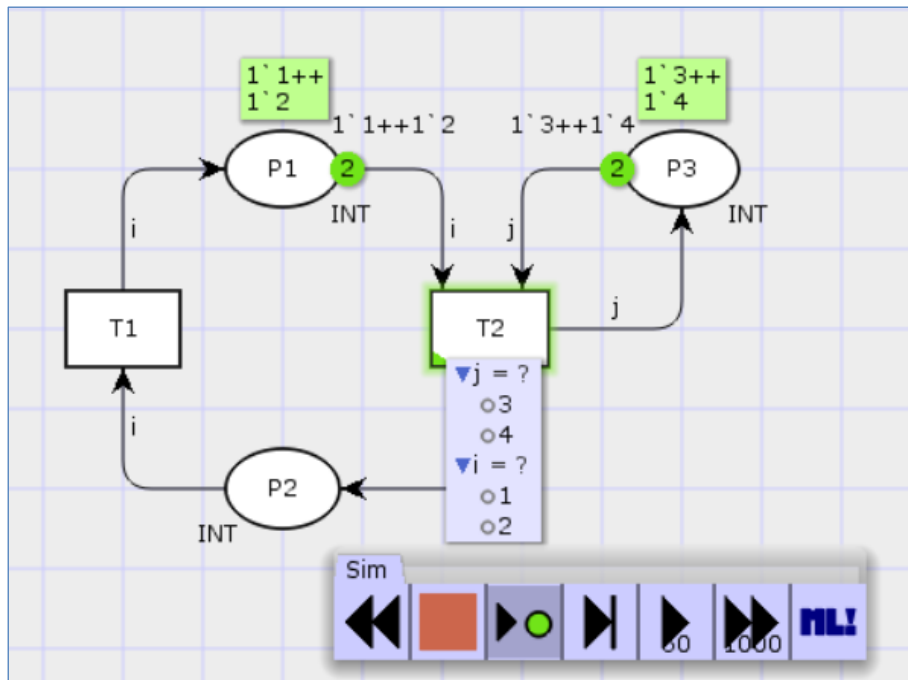 1`1++
1`2
1`3++
1`4
1`1++1`2
1`3++1`4
P1
2
2
P3
INT
INT
i
i
j
T1
T2
j
j = ?
3
4
i
i = ?
1
2
P2
INT
Sim
50
1000
ML!